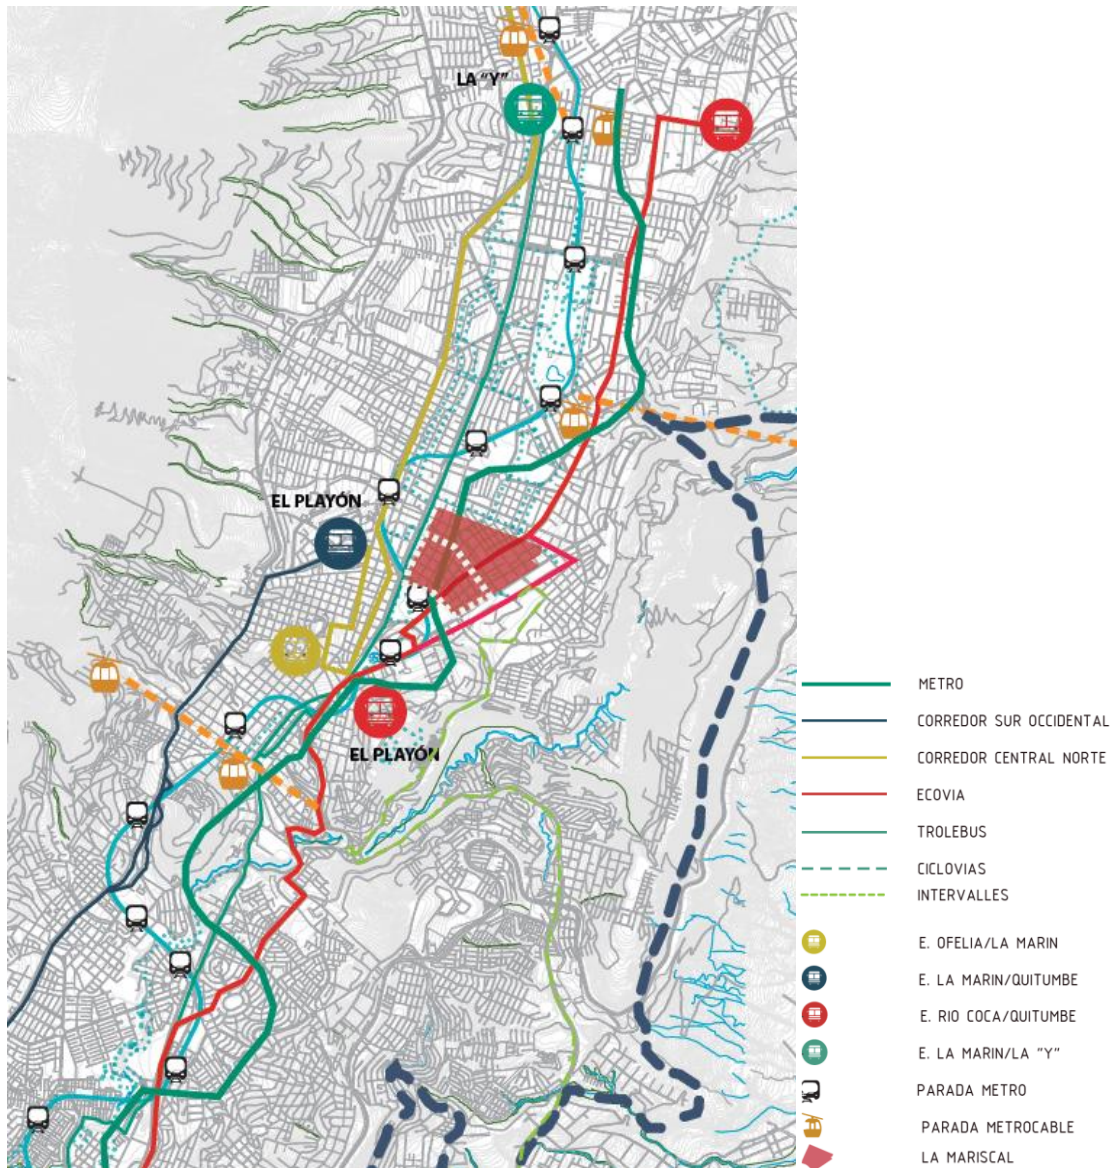 LA "Y"
EL PLAYÓN
EL PLAYÓN
METRO
CORREDOR SUR OCCIDENTAL
CORREDOR CENTRAL NORTE
ECOVIA
TROLEBUS
CICLOVIAS
INTERVALLES
E. OFELIA/LA MARIN
E. LA MARIN/QUITUMBE
E. RIO COCA/QUITUMBE
E. LA MARIN/LA "Y"
PARADA METRO
PARADA METROCABLE
LA MARISCAL